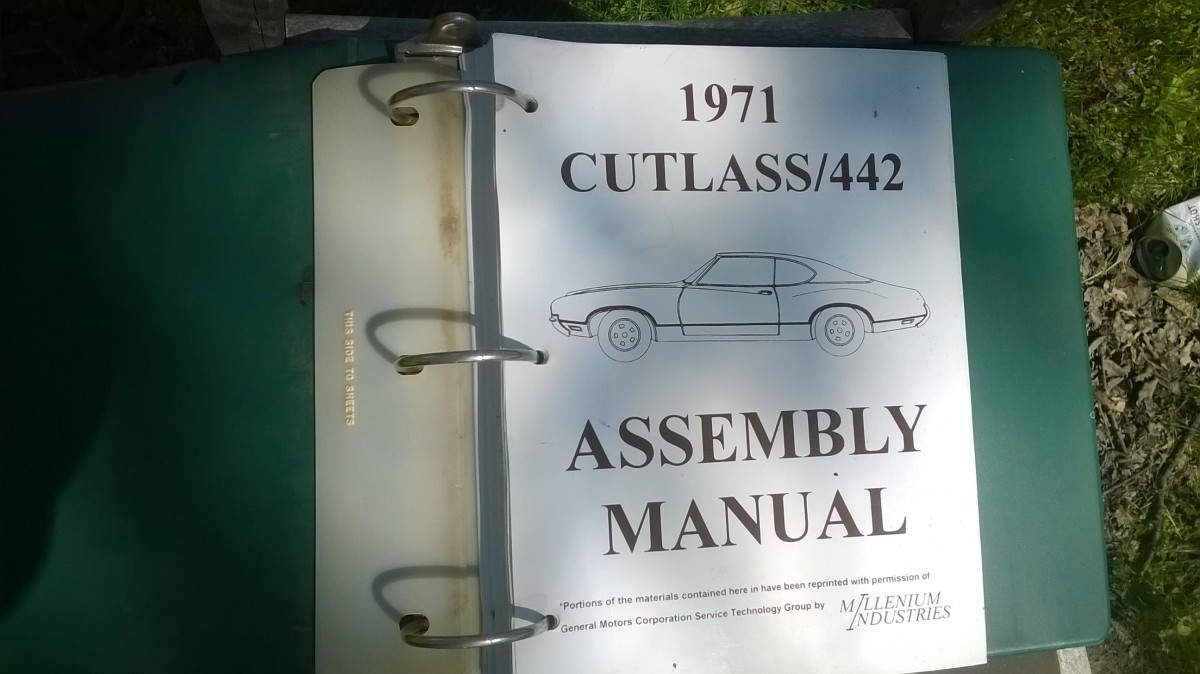 1971
CUTLASS/442
ASSEMBLY
MANUAL
*Portions of the materials contained here in have been reprinted with permission of
General Motors Corporation Service Technology Group by
MILLENIUM
INDUSTRIES
THIS SIDE TO SHEETS